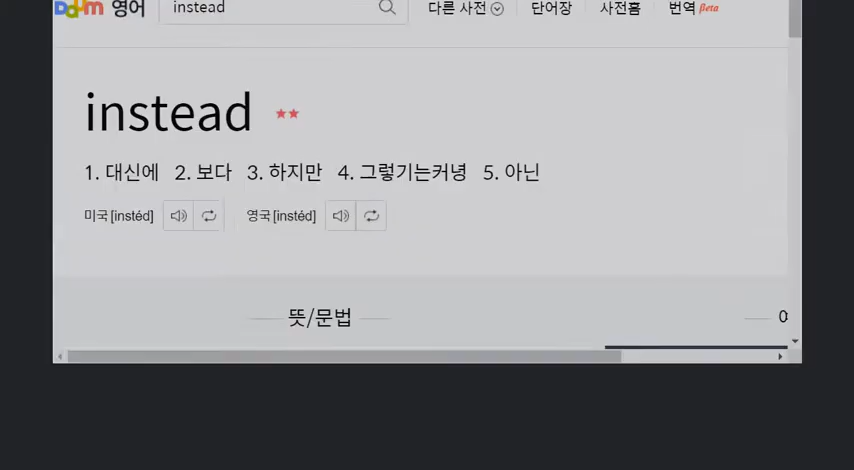 Daum 영어 instead 다른 사전 단어장 사전홈 번역 Beta
instead
1. 대신에 2. 보다 3. 하지만 4. 그렇기는커녕 5. 아닌
미국 [instéd] 영국 [instéd]
뜻/문법